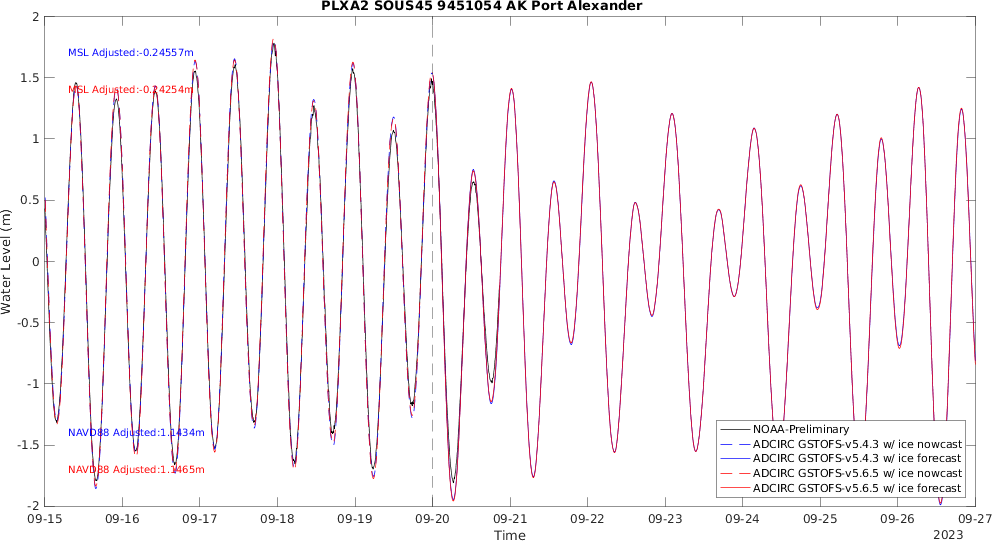 PLXA2 SOUS45 9451054 AK Port Alexander
2
1.5
1
0.5
0
-0.5
-1
-1.5
-2
Water Level (m)
MSL Adjusted:-0.24557m
MSL Adjusted:-0.24254m
NAVD88 Adjusted:1.1434m
NAVD88 Adjusted:1.1465m
NOAA-Preliminary
ADCIRC GSTOFS-v5.4.3 w/ ice nowcast
ADCIRC GSTOFS-v5.4.3 w/ ice forecast
ADCIRC GSTOFS-v5.6.5 w/ ice nowcast
ADCIRC GSTOFS-v5.6.5 w/ ice forecast
09-15 09-16 09-17 09-18 09-19 09-20 09-21 09-22 09-23 09-24 09-25 09-26 09-27
Time
2023